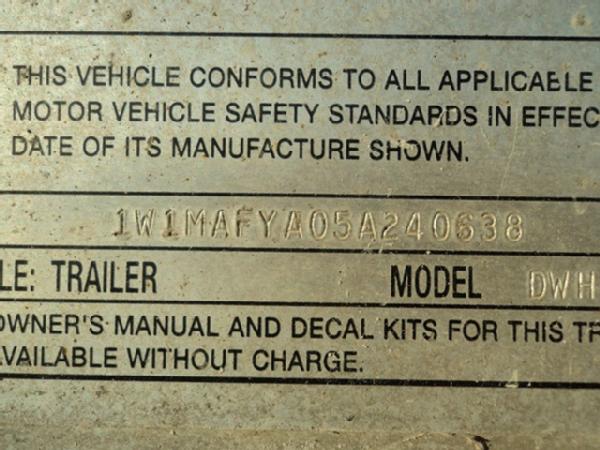 THIS VEHICLE CONFORMS TO ALL APPLICABLE
MOTOR VEHICLE SAFETY STANDARDS IN EFFEC
DATE OF ITS MANUFACTURE SHOWN.
1W1MAFYA05A240638
LE: TRAILER MODEL DWH
OWNER'S MANUAL AND DECAL KITS FOR THIS TR
AVAILABLE WITHOUT CHARGE.